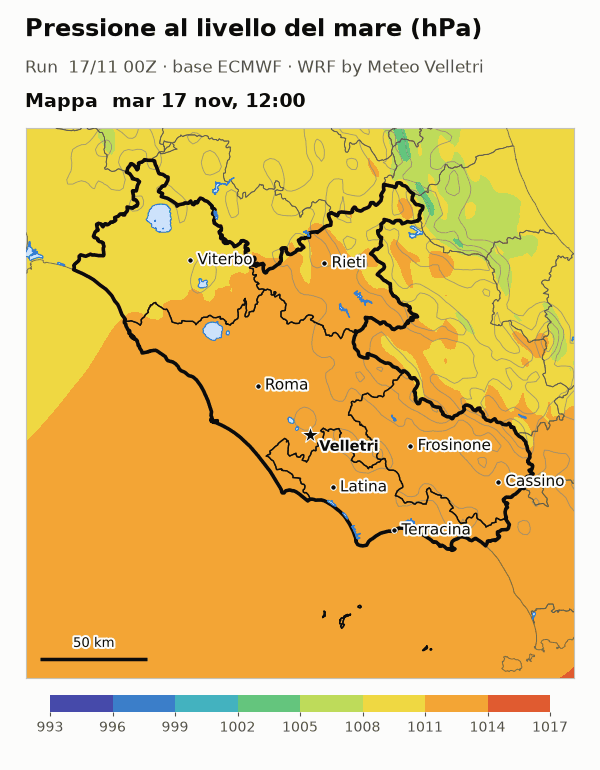 Pressione al livello del mare (hPa)
Run  17/11 00Z · base ECMWF · WRF by Meteo Velletri
Mappa  mar 17 nov, 12:00
Viterbo
Rieti
Roma
Velletri
Frosinone
Latina
Cassino
Terracina
50 km
993 996 999 1002 1005 1008 1011 1014 1017